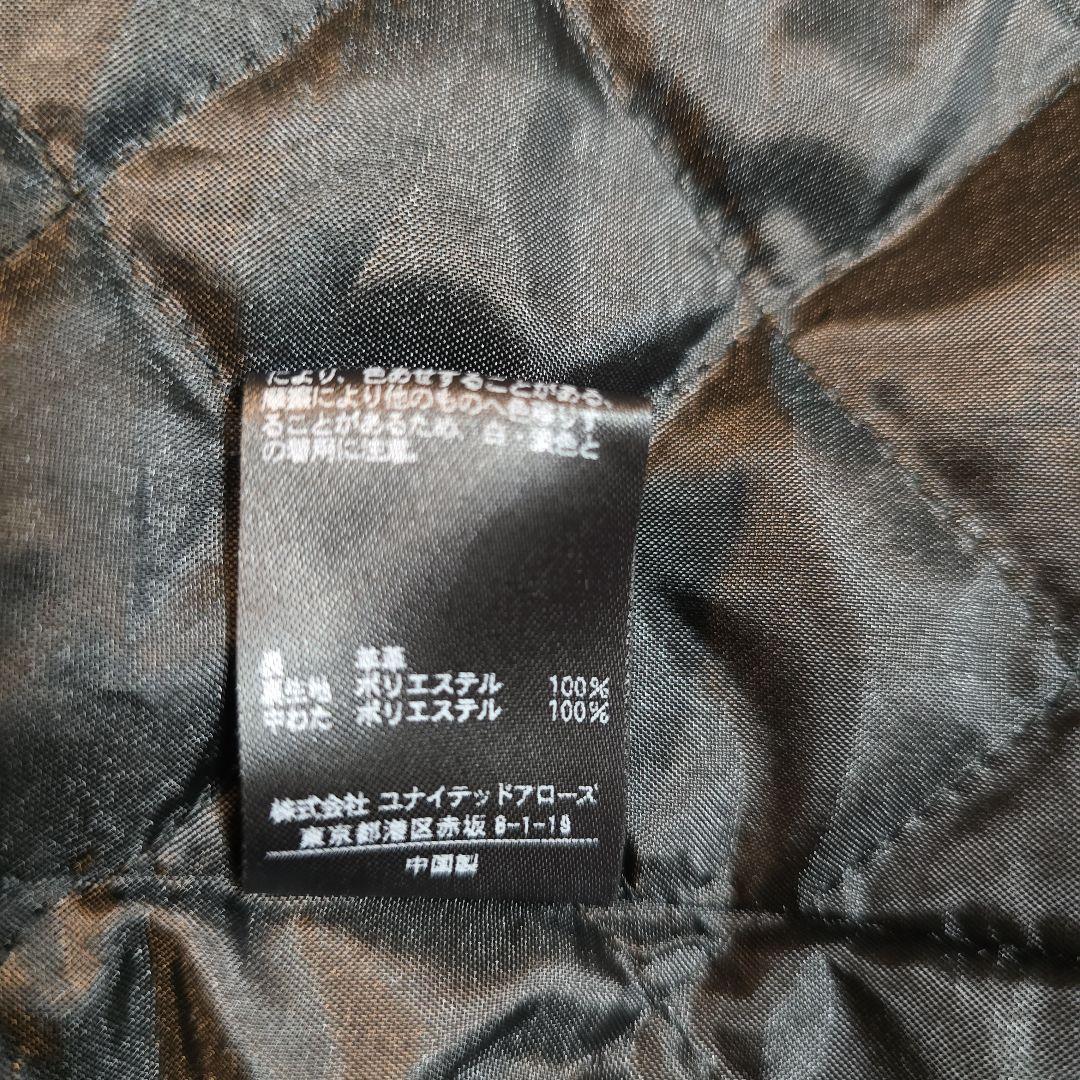 により、色あせすることがある。
摩擦により他のものへ色移りす
ることがあるため、白・淡色と
の着用に注意。
革
裏生地 ポリエステル 100%
中わた ポリエステル 100%
株式会社 ユナイテッドアローズ
東京都港区赤坂 8-1-19
中国製